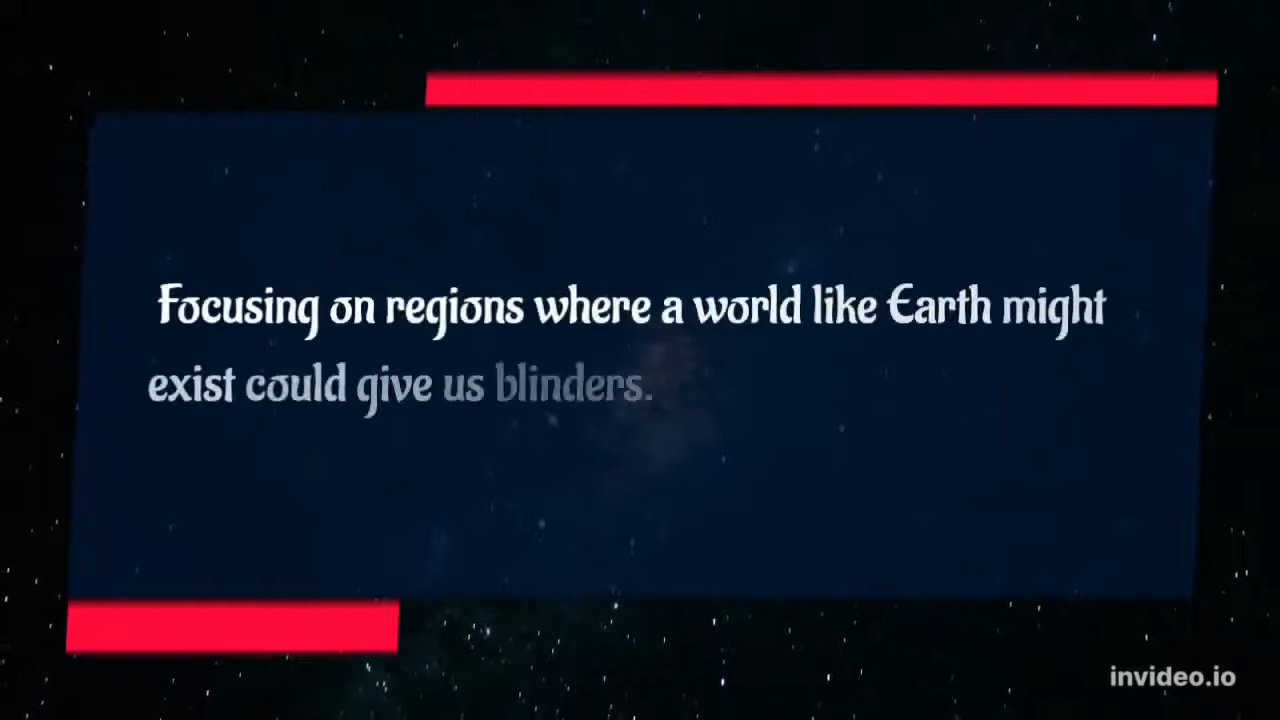 Focusing on regions where a world like Earth might
exist could give us blinders.
invideo.io